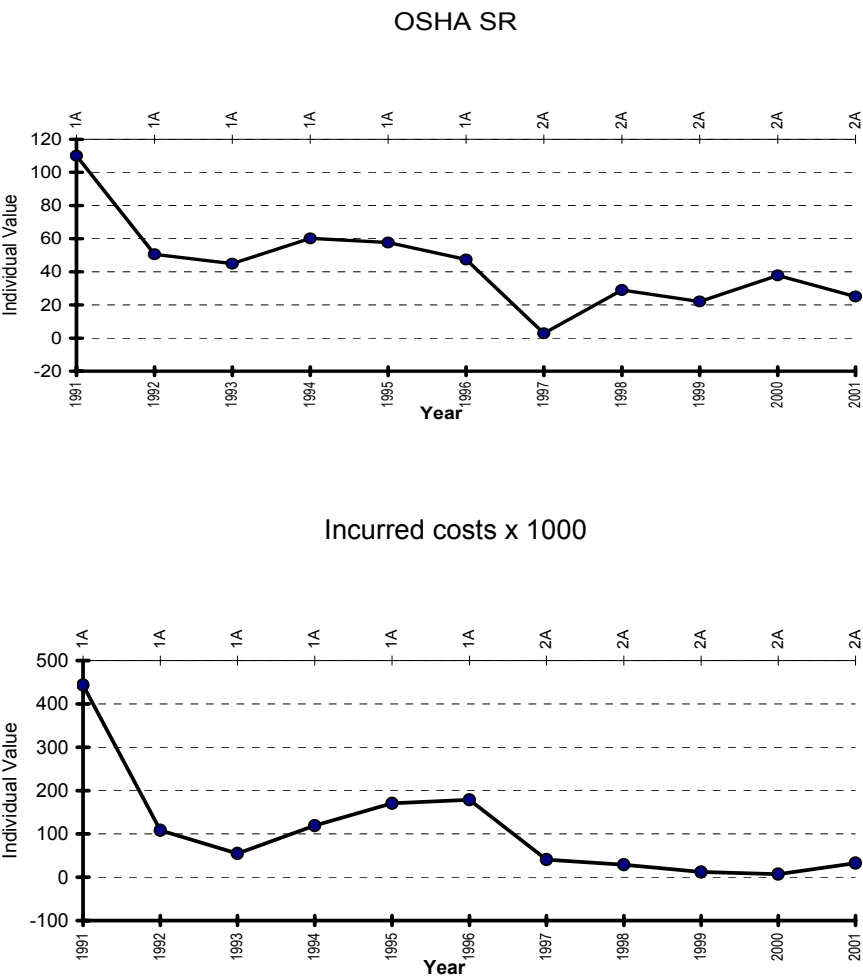 OSHA SR
1A 1A 1A 1A 1A 1A 2A 2A 2A 2A 2A
120
100
80
60
40
20
0
-20
Individual Value
1991 1992 1993 1994 1995 1996 1997 1998 1999 2000 2001
Year
Incurred costs x 1000
1A 1A 1A 1A 1A 1A 2A 2A 2A 2A 2A
500
400
300
200
100
0
-100
Individual Value
1991 1992 1993 1994 1995 1996 1997 1998 1999 2000 2001
Year